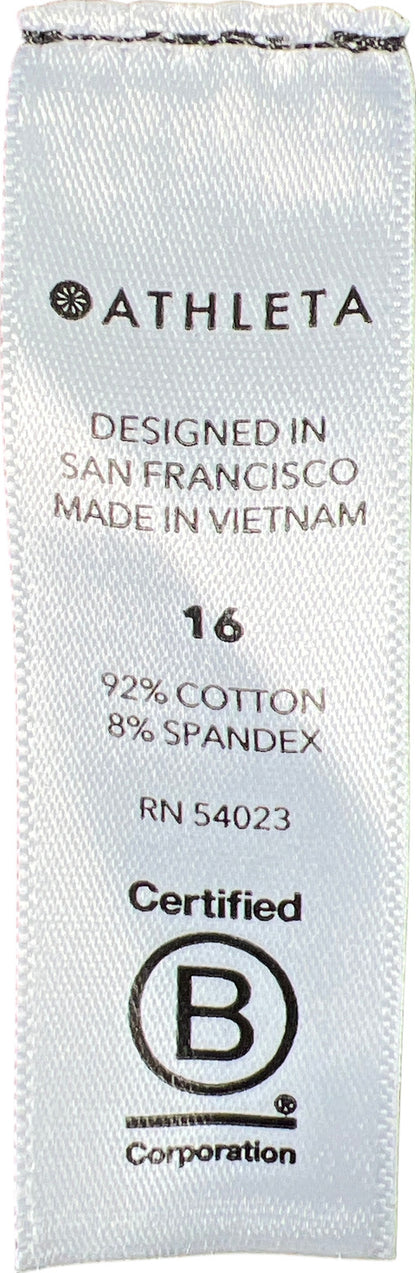 ATHLETA
DESIGNED IN
SAN FRANCISCO
MADE IN VIETNAM
16
92% COTTON
8% SPANDEX
RN 54023
Certified
B
®
Corporation